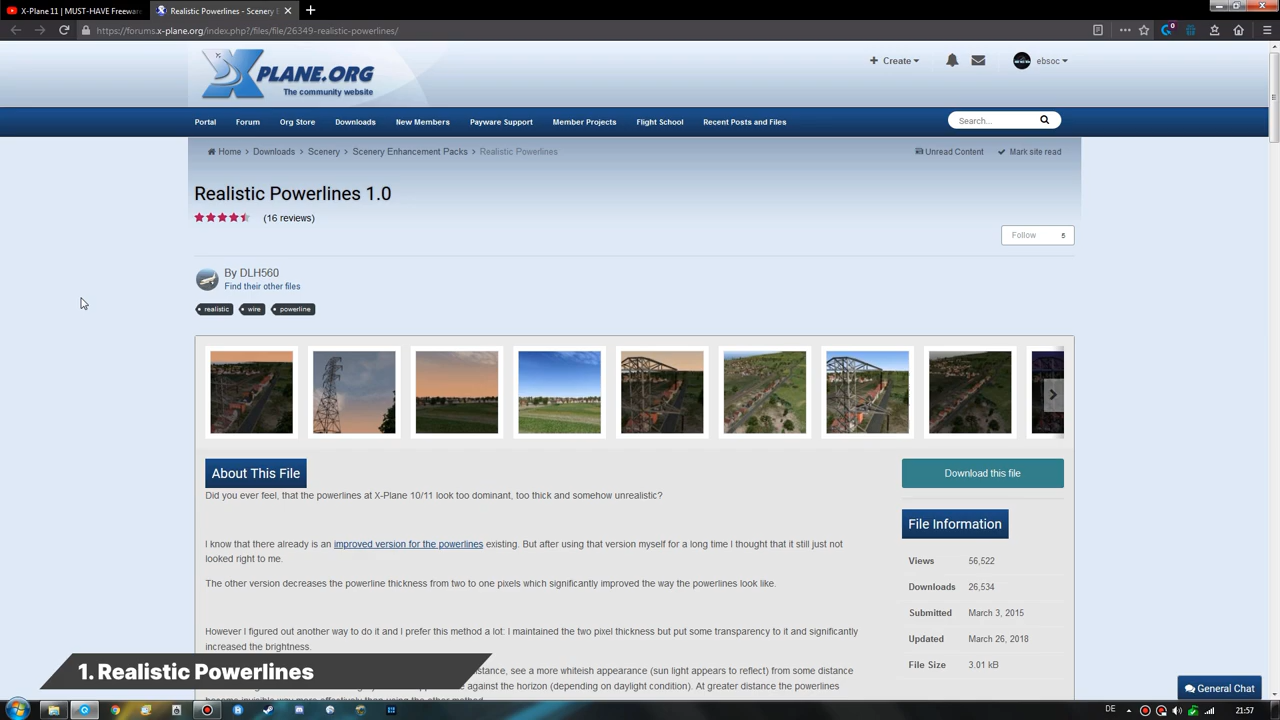 X-Plane 11 | MUST-HAVE Freeware
Realistic Powerlines - Scenery
https://forums.x-plane.org/index.php?/files/file/26349-realistic-powerlines/
0
X PLANE.ORG
The community website
Create
ebsoc
Portal
Forum
Org Store
Downloads
New Members
Payware Support
Member Projects
Flight School
Recent Posts and Files
Search...
Home > Downloads > Scenery > Scenery Enhancement Packs > Realistic Powerlines
Unread Content
Mark site read
Realistic Powerlines 1.0
(16 reviews)
Follow 5
By DLH560
Find their other files
realistic
wire
powerline
About This File
Did you ever feel, that the powerlines at X-Plane 10/11 look too dominant, too thick and somehow unrealistic?
I know that there already is an improved version for the powerlines existing. But after using that version myself for a long time I thought that it still just not
looked right to me.
The other version decreases the powerline thickness from two to one pixels which significantly improved the way the powerlines look like.
However I figured out another way to do it and I prefer this method a lot: I maintained the two pixel thickness but put some transparency to it and significantly
increased the brightness.
stance, see a more whiteish appearance (sun light appears to reflect) from some distance
against the horizon (depending on daylight condition). At greater distance the powerlines
Download this file
File Information
Views 56,522
Downloads 26,534
Submitted March 3, 2015
Updated March 26, 2018
File Size 3.01 kB
General Chat
1. Realistic Powerlines
DE
21:57